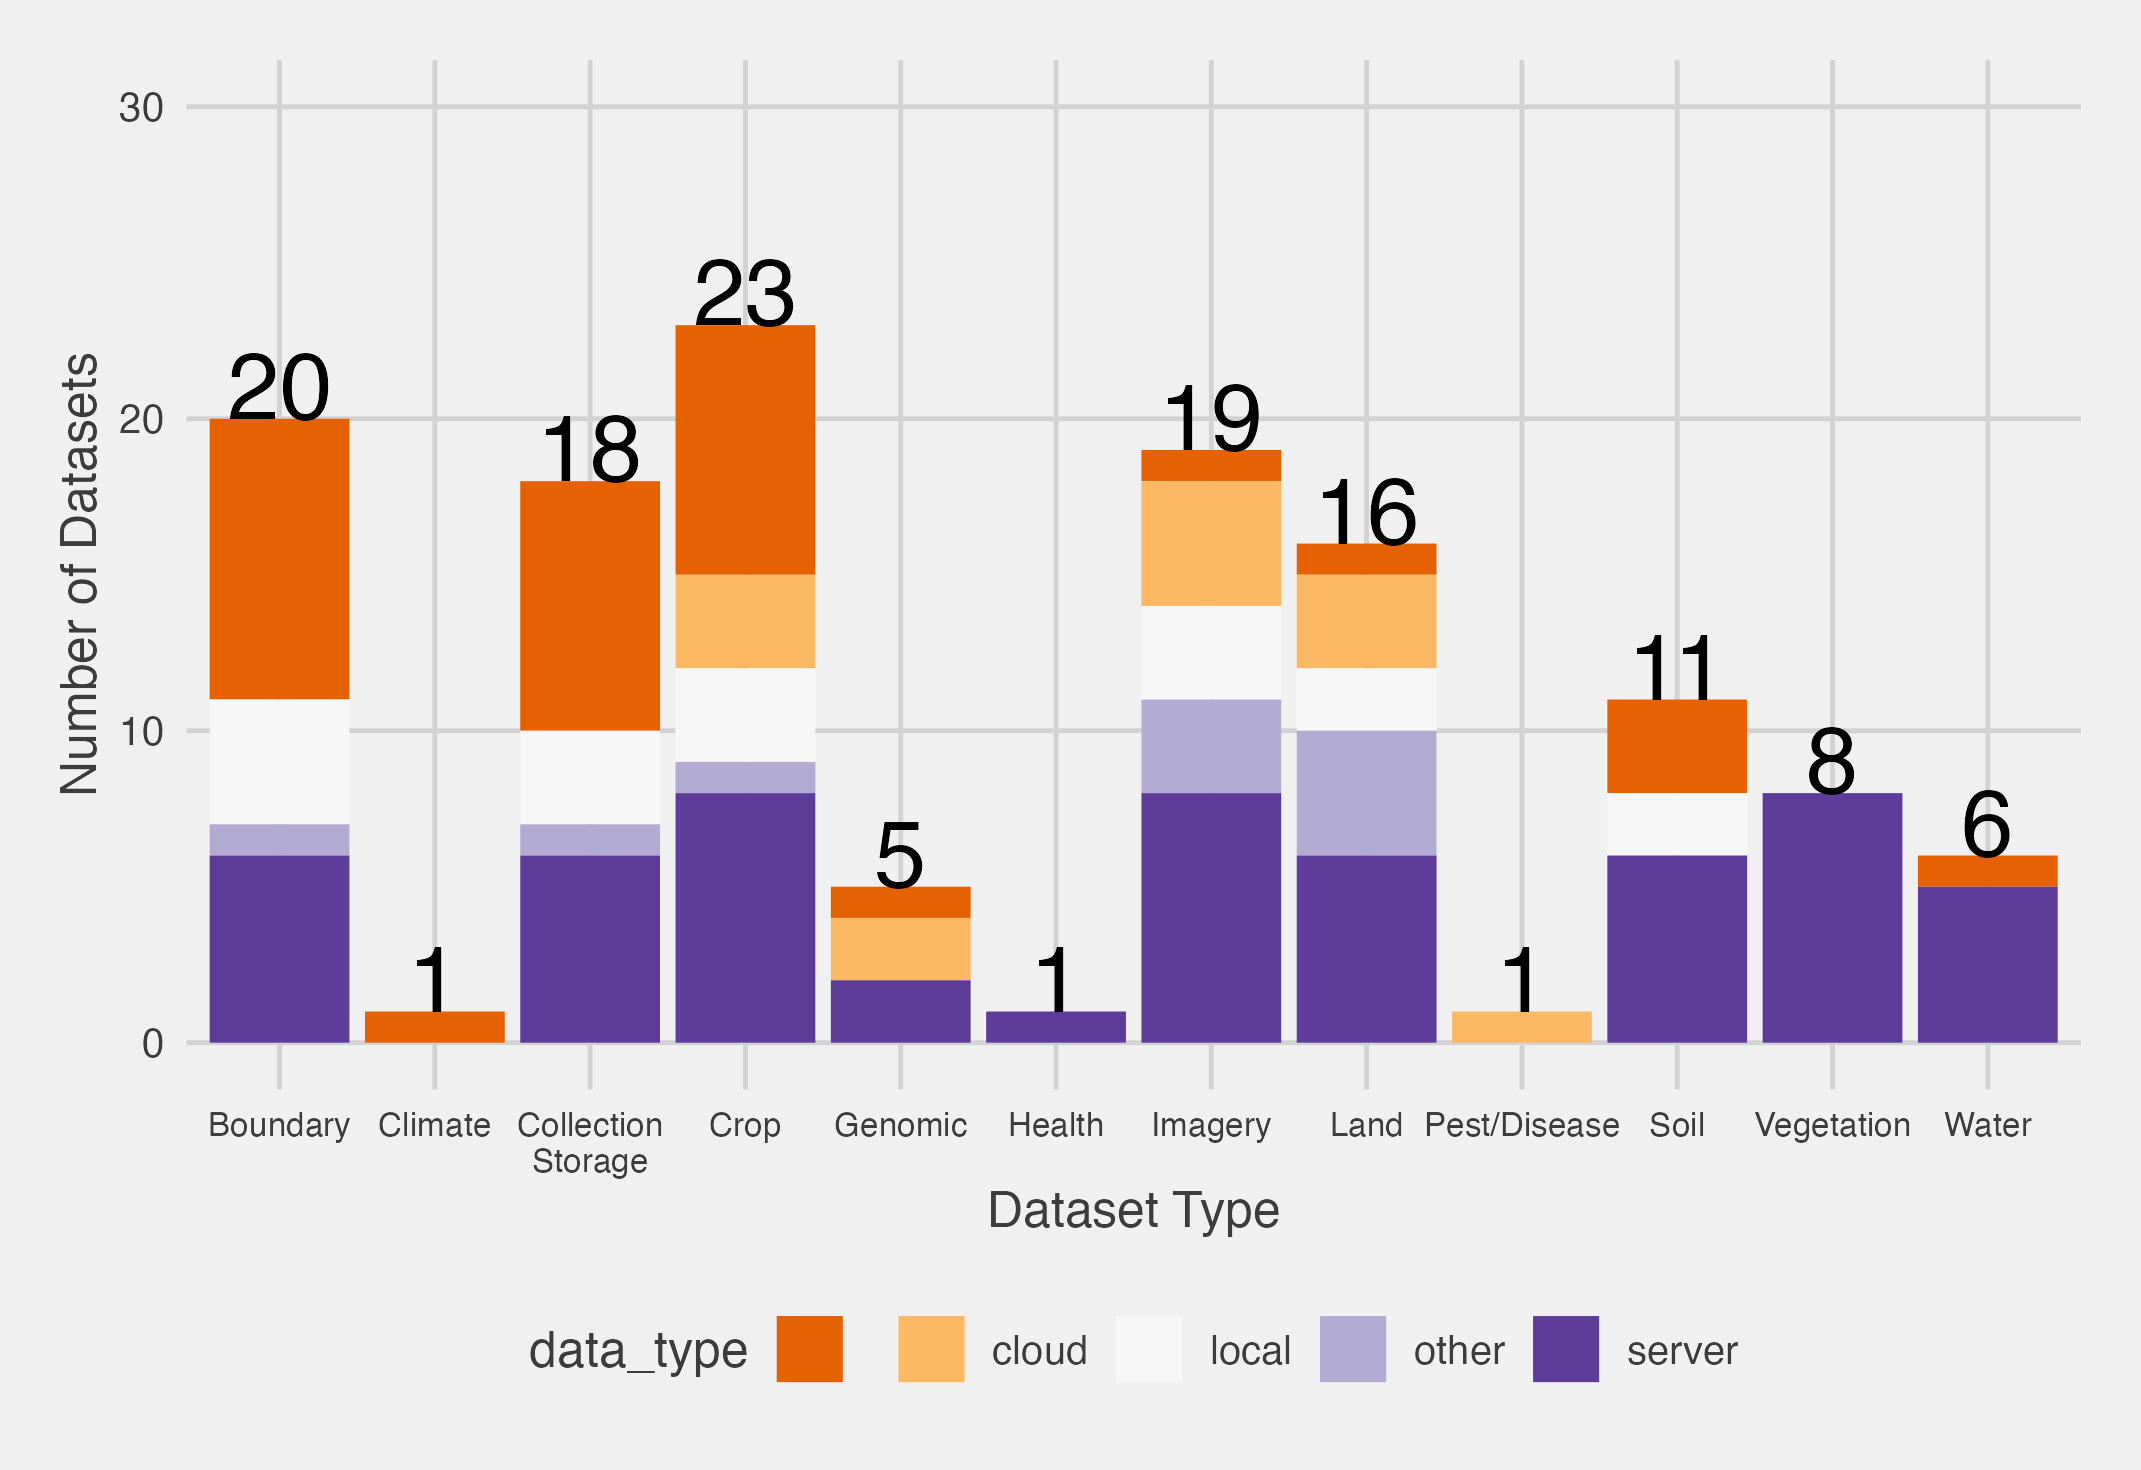 30
20
10
0
Number of Datasets
20
1
18
23
5
1
19
16
1
11
8
6
Boundary
Climate
Collection
Storage
Crop
Genomic
Health
Imagery
Land
Pest/Disease
Soil
Vegetation
Water
Dataset Type
data_type cloud local other server